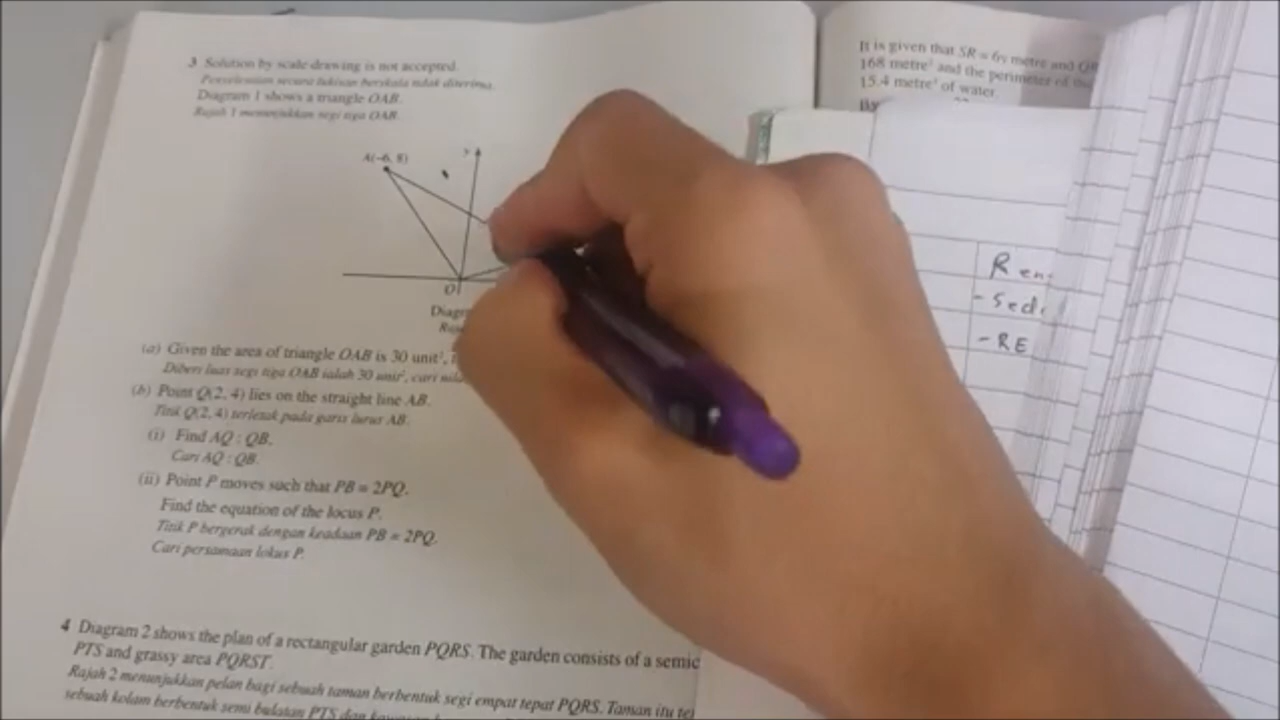 3 Solution by scale drawing is not accepted.
Penyelesaian secara lukisan berskala tidak diterima.
Diagram 1 shows a triangle OAB.
Rajah 1 menunjukkan segi tiga OAB.
A(–6, 8)
y
O
(a) Given the area of triangle OAB is 30 unit²,
Diberi luas segi tiga OAB ialah 30 unit², cari
(b) Point Q(2, 4) lies on the straight line AB.
Titik Q(2, 4) terletak pada garis lurus AB.
(i) Find AQ : QB.
Cari AQ : QB.
(ii) Point P moves such that PB = 2PQ.
Find the equation of the locus P.
Titik P bergerak dengan keadaan PB = 2PQ.
Cari persamaan lokus P.
4 Diagram 2 shows the plan of a rectangular garden PQRS. The garden consists of a semic
PTS and grassy area PQRST.
Rajah 2 menunjukkan pelan bagi sebuah taman berbentuk segi empat tepat PQRS. Taman itu
sebuah kolam berbentuk semi bulatan PTS dan
It is given that SR = 6y metre and
168 metre² and the perimeter of
15.4 metre³ of water.
- RE